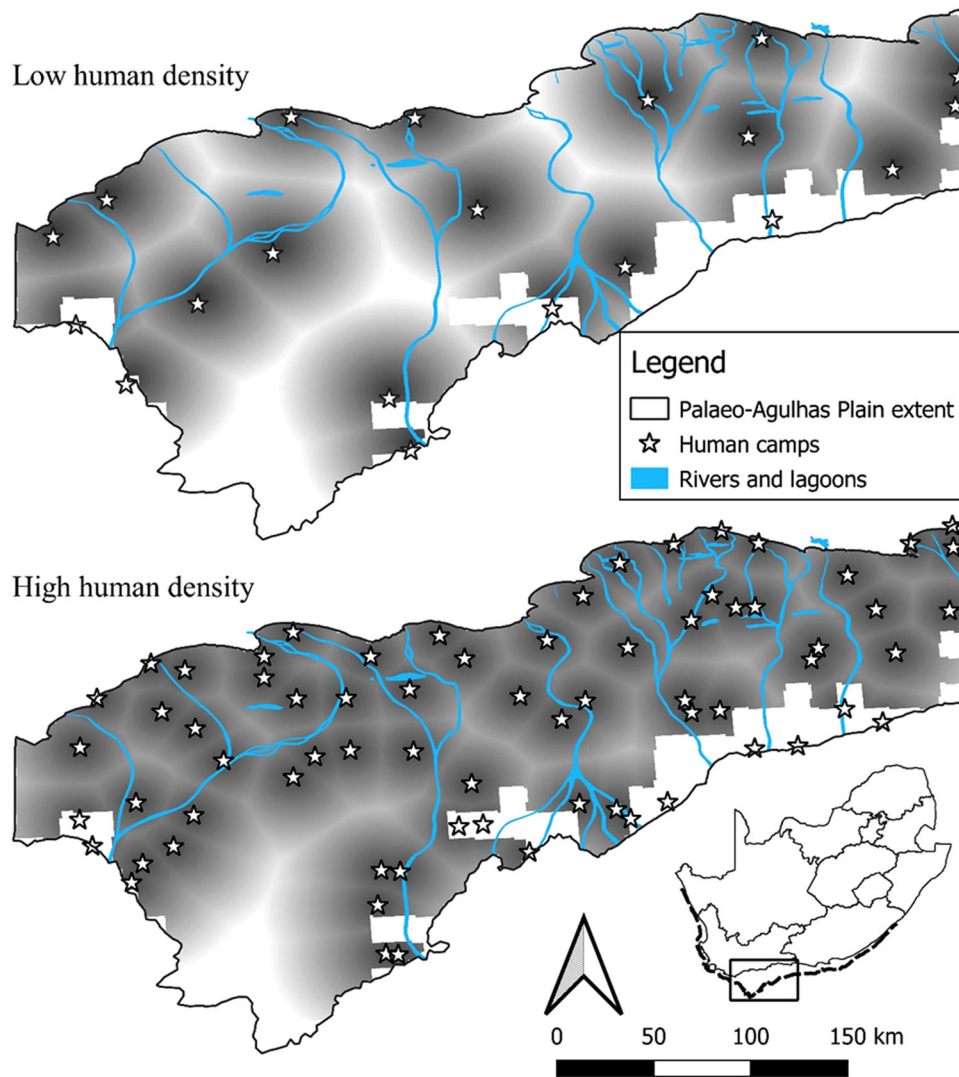 Low human density
Legend
Palaeo-Agulhas Plain extent
Human camps
Rivers and lagoons
High human density
0 50 100 150 km